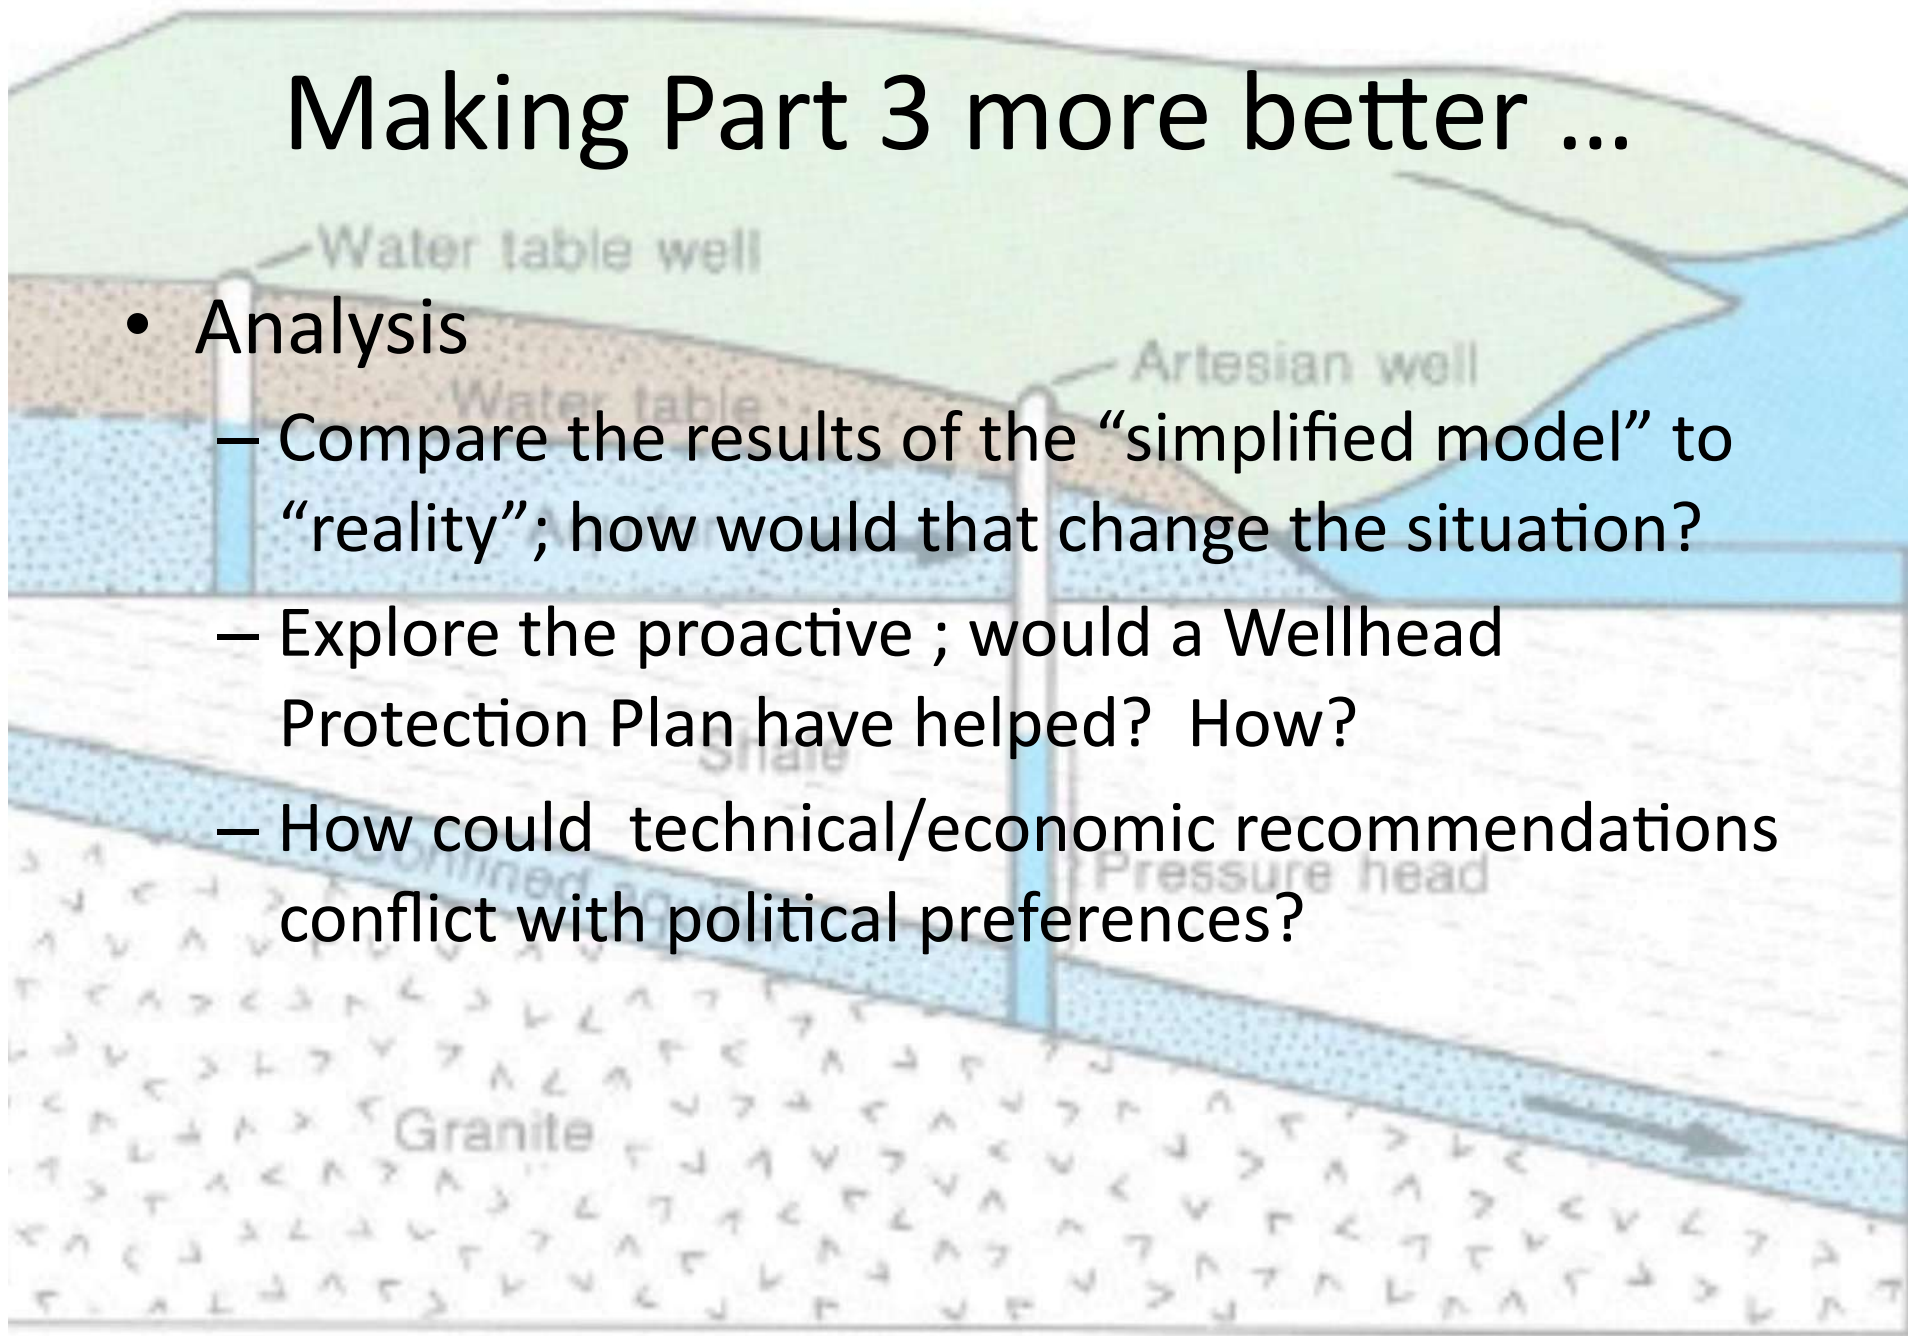 Making Part 3 more better ...
Water table well
• Analysis
Artesian well
Water table
– Compare the results of the “simplified model” to
“reality”; how would that change the situation?
– Explore the proactive ; would a Wellhead
Protection Plan have helped?  How?
Shale
– How could  technical/economic recommendations
Confined
Pressure head
conflict with political preferences?
Granite